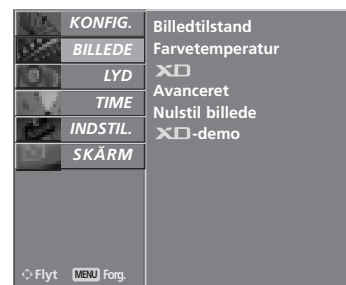 KONFIG.
BILLEDE
LYD
TIME
INDSTIL.
SKÄRM
Billedtilstand
Farvetemperatur
XD
Avanceret
Nulstil billede
XD-demo
Flyt MENU Forg.